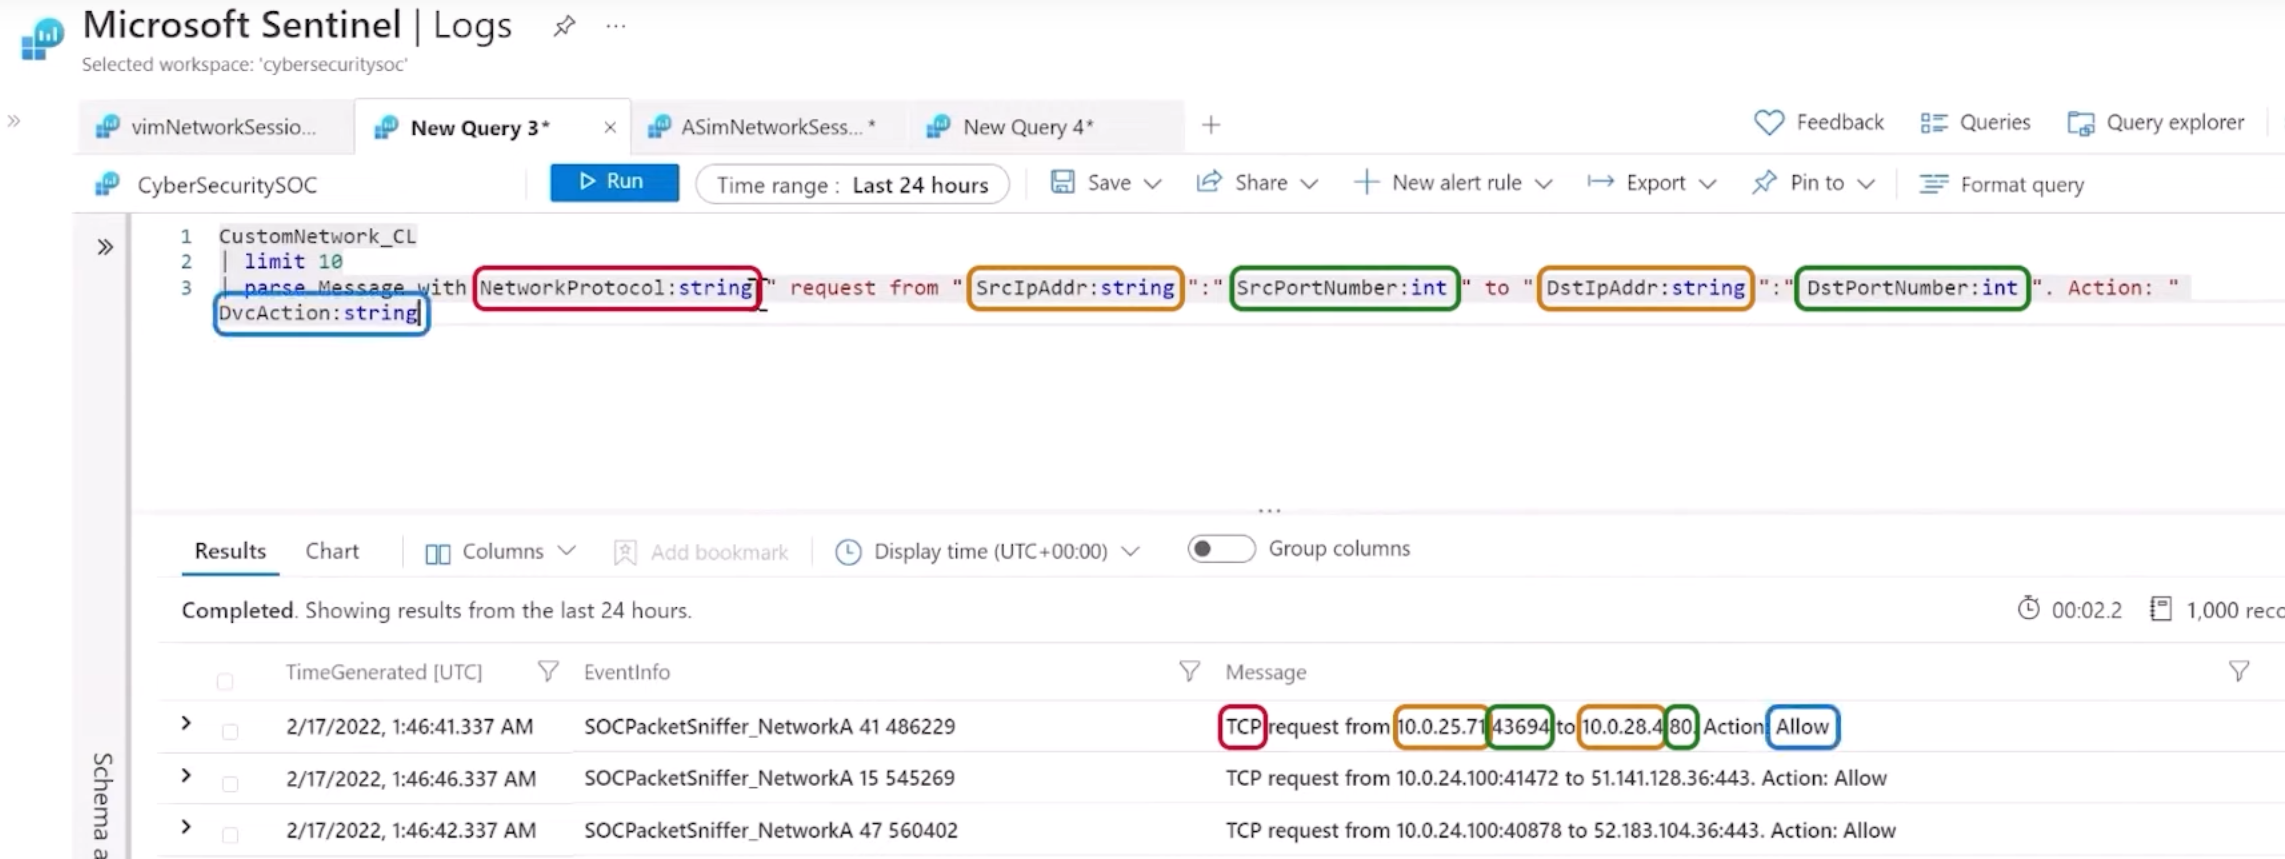 Microsoft Sentinel | Logs
Selected workspace: 'cybersecuritysoc'
vimNetworkSessio... New Query 3* ASimNetworkSess... * New Query 4* Feedback Queries Query explorer
CyberSecuritySOC Run Time range : Last 24 hours Save Share New alert rule Export Pin to Format query
1 CustomNetwork_CL
2 | limit 10
3 | parse Message with NetworkProtocol:string " request from " SrcIpAddr:string ":" SrcPortNumber:int " to " DstIpAddr:string ":" DstPortNumber:int ". Action: "
DvcAction:string
Results Chart Columns Add bookmark Display time (UTC+00:00) Group columns
Completed. Showing results from the last 24 hours. 00:02.2 1,000 reco
TimeGenerated [UTC] EventInfo Message
2/17/2022, 1:46:41.337 AM SOCPacketSniffer_NetworkA 41 486229 TCP request from 10.0.25.71 43694 to 10.0.28.4 80. Action: Allow
2/17/2022, 1:46:46.337 AM SOCPacketSniffer_NetworkA 15 545269 TCP request from 10.0.24.100:41472 to 51.141.128.36:443. Action: Allow
2/17/2022, 1:46:42.337 AM SOCPacketSniffer_NetworkA 47 560402 TCP request from 10.0.24.100:40878 to 52.183.104.36:443. Action: Allow
Schema a